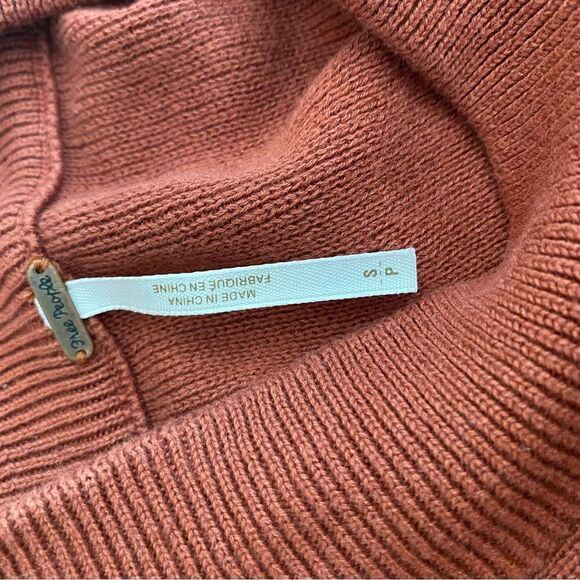 free people
MADE IN CHINA
FABRIQUÉ EN CHINE
S
P